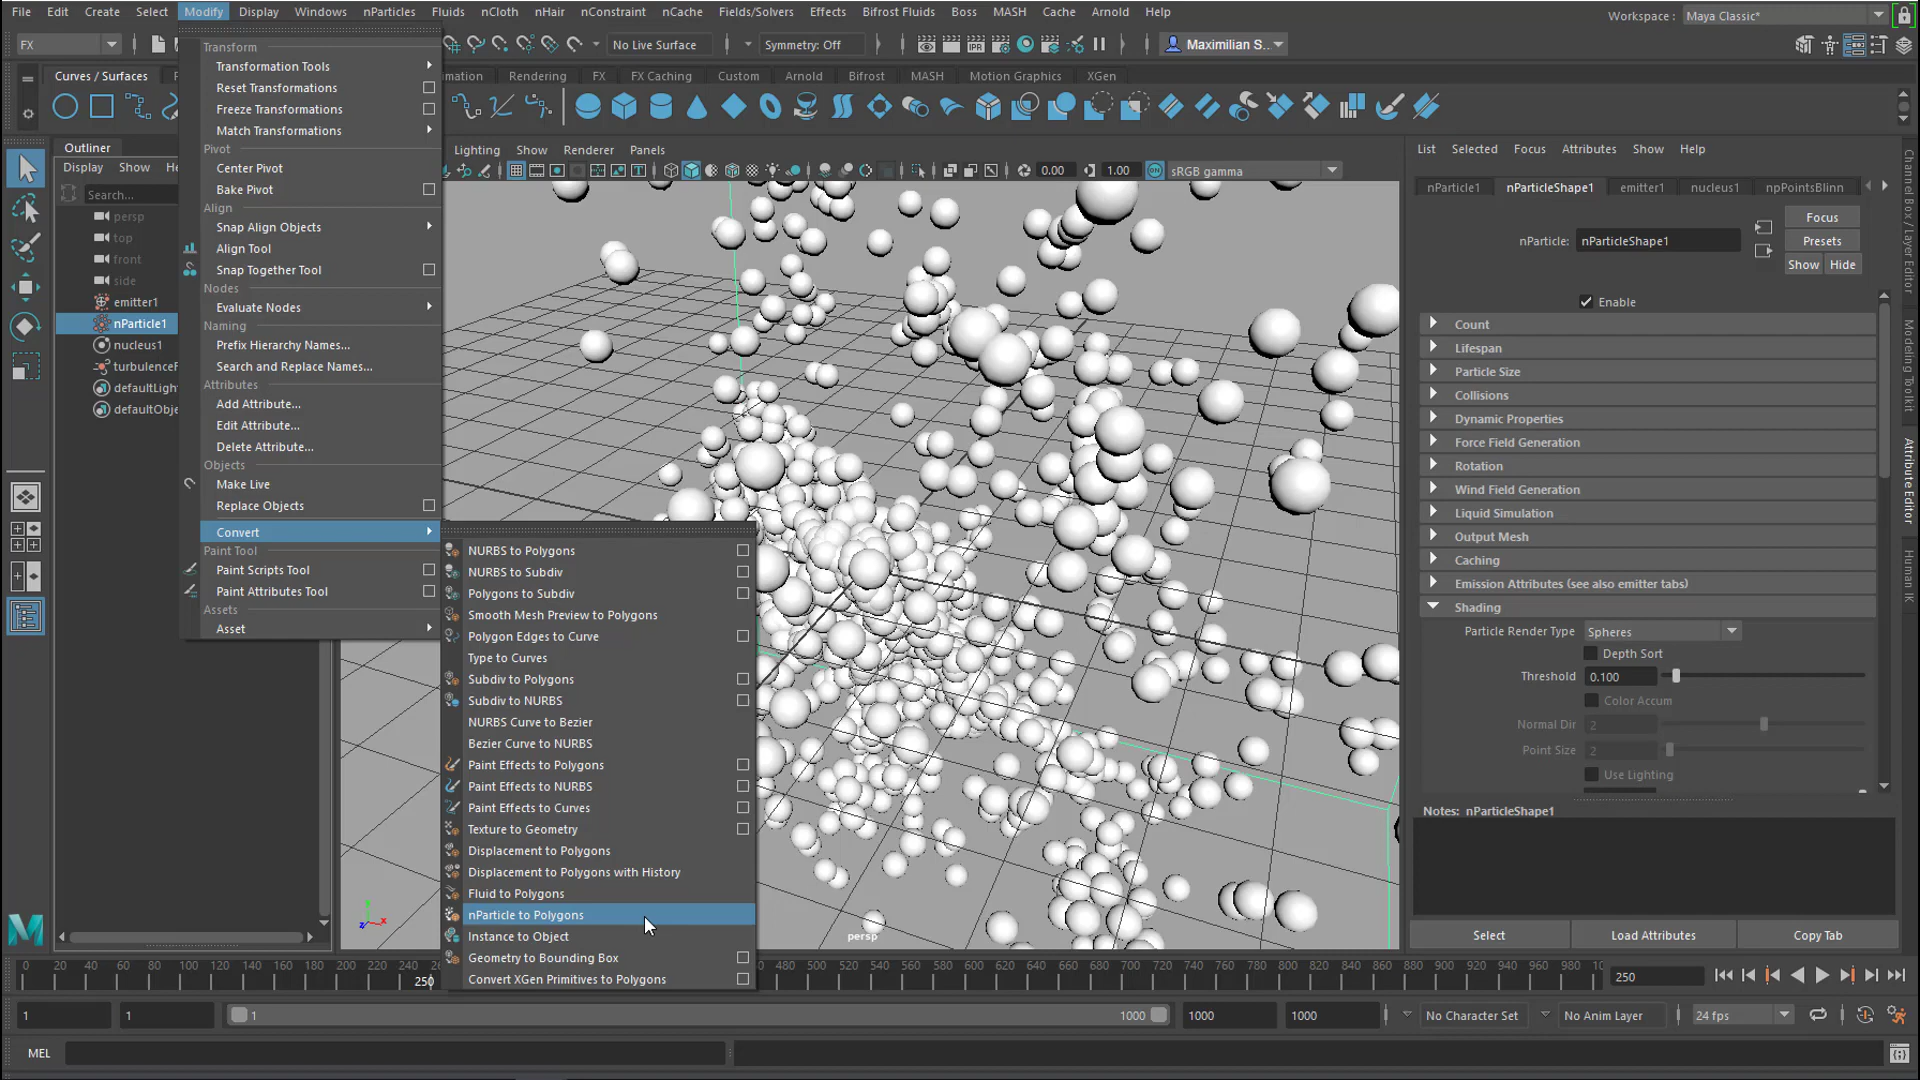 File Edit Create Select Modify Display Windows nParticles Fluids nCloth nHair nConstraint nCache Fields/Solvers Effects Bifrost Fluids Boss MASH Cache Arnold Help Workspace : Maya Classic*
FX No Live Surface Symmetry: Off Maximilian S...
Curves / Surfaces Rendering FX FX Caching Custom Arnold Bifrost MASH Motion Graphics XGen
Transform
Transformation Tools
Reset Transformations
Freeze Transformations
Match Transformations
Pivot
Center Pivot
Bake Pivot
Align
Snap Align Objects
Align Tool
Snap Together Tool
Nodes
Evaluate Nodes
Naming
Prefix Hierarchy Names...
Search and Replace Names...
Attributes
Add Attribute...
Edit Attribute...
Delete Attribute...
Objects
Make Live
Replace Objects
Convert
Paint Tool
Paint Scripts Tool
Paint Attributes Tool
Assets
Asset
Outliner
Display Show He
Search...
persp
top
front
side
emitter1
nParticle1
nucleus1
turbulenceF
defaultLigh
defaultObje
NURBS to Polygons
NURBS to Subdiv
Polygons to Subdiv
Smooth Mesh Preview to Polygons
Polygon Edges to Curve
Type to Curves
Subdiv to Polygons
Subdiv to NURBS
NURBS Curve to Bezier
Bezier Curve to NURBS
Paint Effects to Polygons
Paint Effects to NURBS
Paint Effects to Curves
Texture to Geometry
Displacement to Polygons
Displacement to Polygons with History
Fluid to Polygons
nParticle to Polygons
Instance to Object
Geometry to Bounding Box
Convert XGen Primitives to Polygons
Lighting Show Renderer Panels
0.00 1.00 sRGB gamma
persp
List Selected Focus Attributes Show Help
nParticle1 nParticleShape1 emitter1 nucleus1 npPointsBlinn
Focus
nParticle: nParticleShape1 Presets
Show Hide
Enable
Count
Lifespan
Particle Size
Collisions
Dynamic Properties
Force Field Generation
Rotation
Wind Field Generation
Liquid Simulation
Output Mesh
Caching
Emission Attributes (see also emitter tabs)
Shading
Particle Render Type Spheres
Depth Sort
Threshold 0.100
Color Accum
Normal Dir 2
Point Size 2
Use Lighting
Notes: nParticleShape1
Select Load Attributes Copy Tab
Channel Box / Layer Editor
Modeling Toolkit
Attribute Editor
Human IK
0 20 40 60 80 100 120 140 160 180 200 220 240 480 500 520 540 560 580 600 620 640 660 680 700 720 740 760 780 800 820 840 860 880 900 920 940 960 980
250 250
1 1 1 1000 1000 1000 No Character Set No Anim Layer 24 fps
MEL